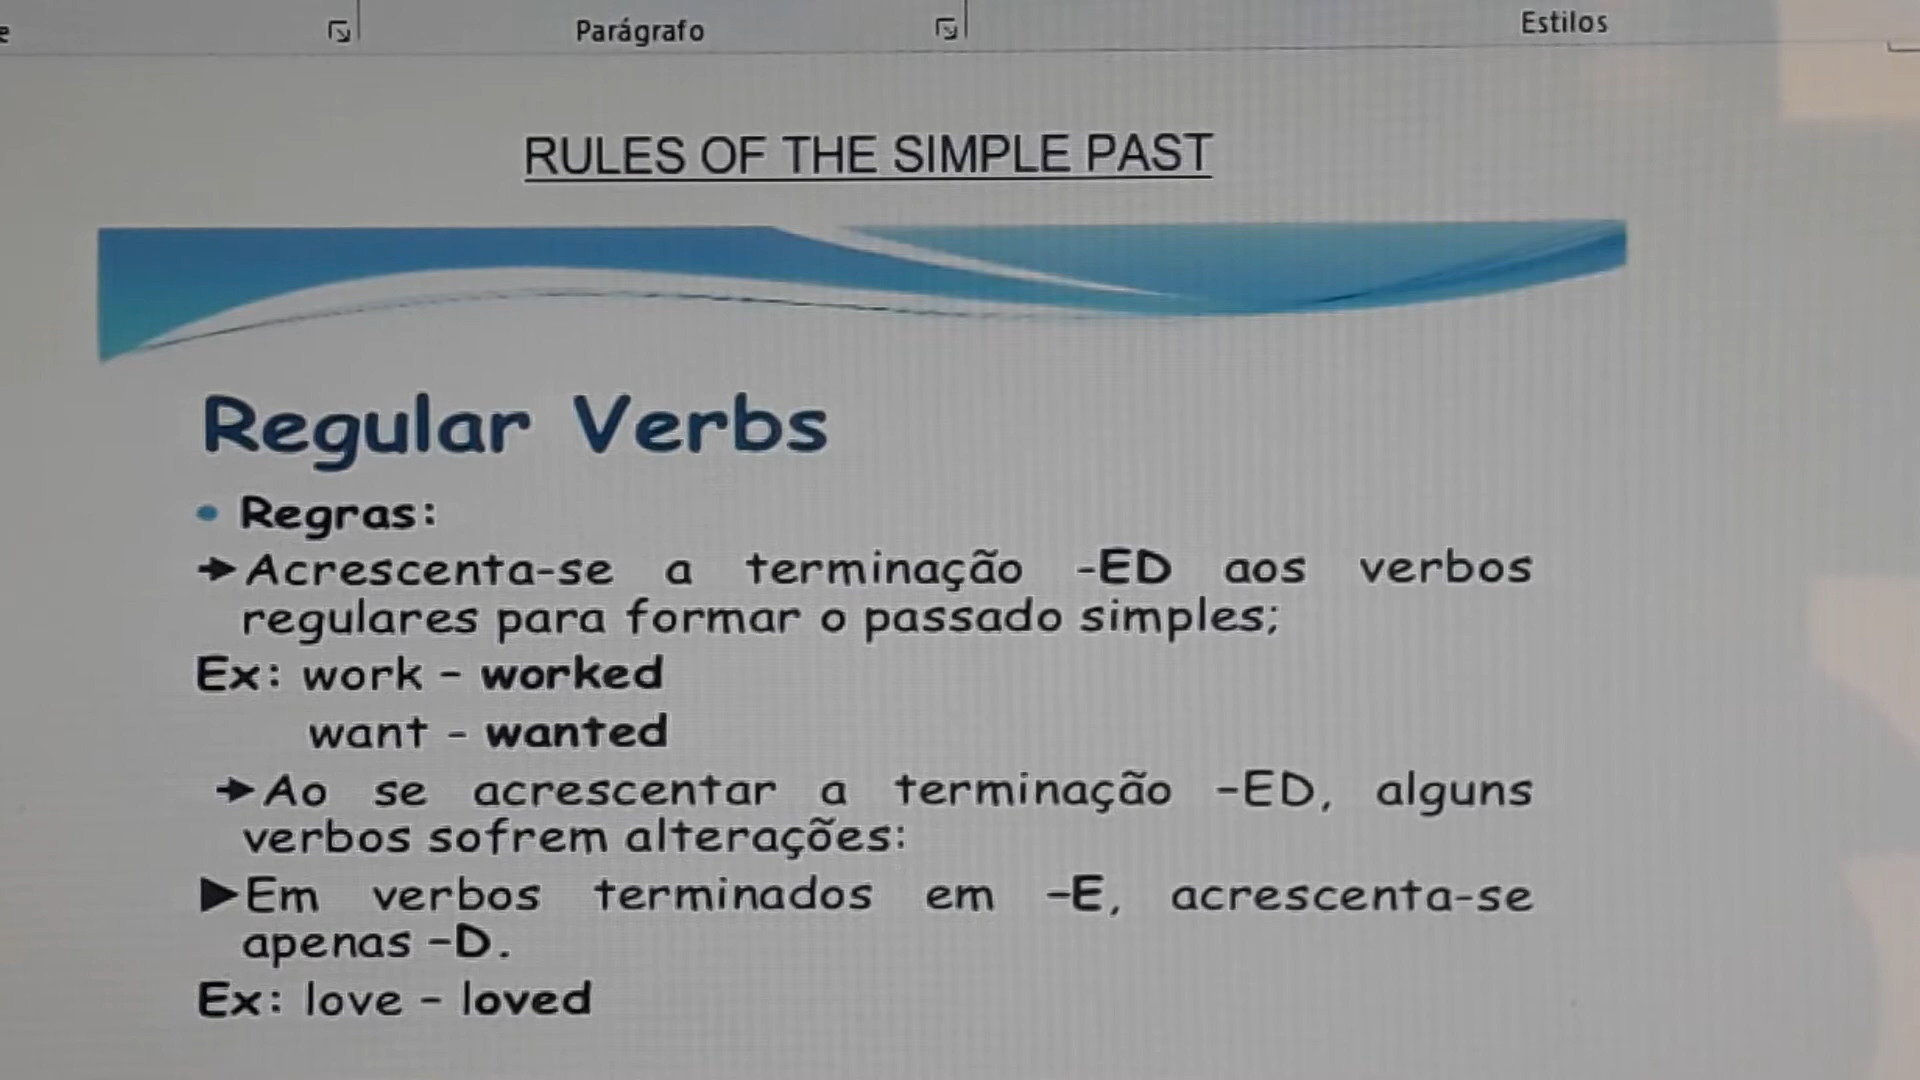 Parágrafo
Estilos
RULES OF THE SIMPLE PAST
Regular Verbs
• Regras:
➔Acrescenta-se a terminação -ED aos verbos
regulares para formar o passado simples;
Ex: work - worked
want - wanted
➔Ao se acrescentar a terminação -ED, alguns
verbos sofrem alterações:
►Em verbos terminados em -E, acrescenta-se
apenas -D.
Ex: love - loved